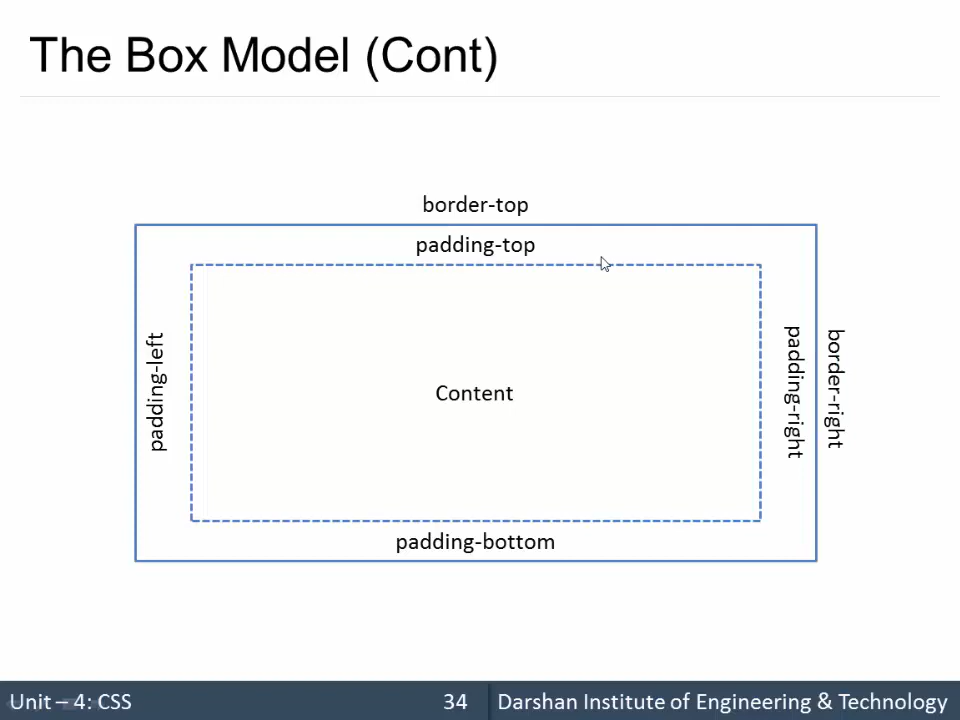 The Box Model (Cont)
border-top
padding-top
padding-left
Content
padding-right
border-right
padding-bottom
Unit – 4: CSS
34
Darshan Institute of Engineering & Technology